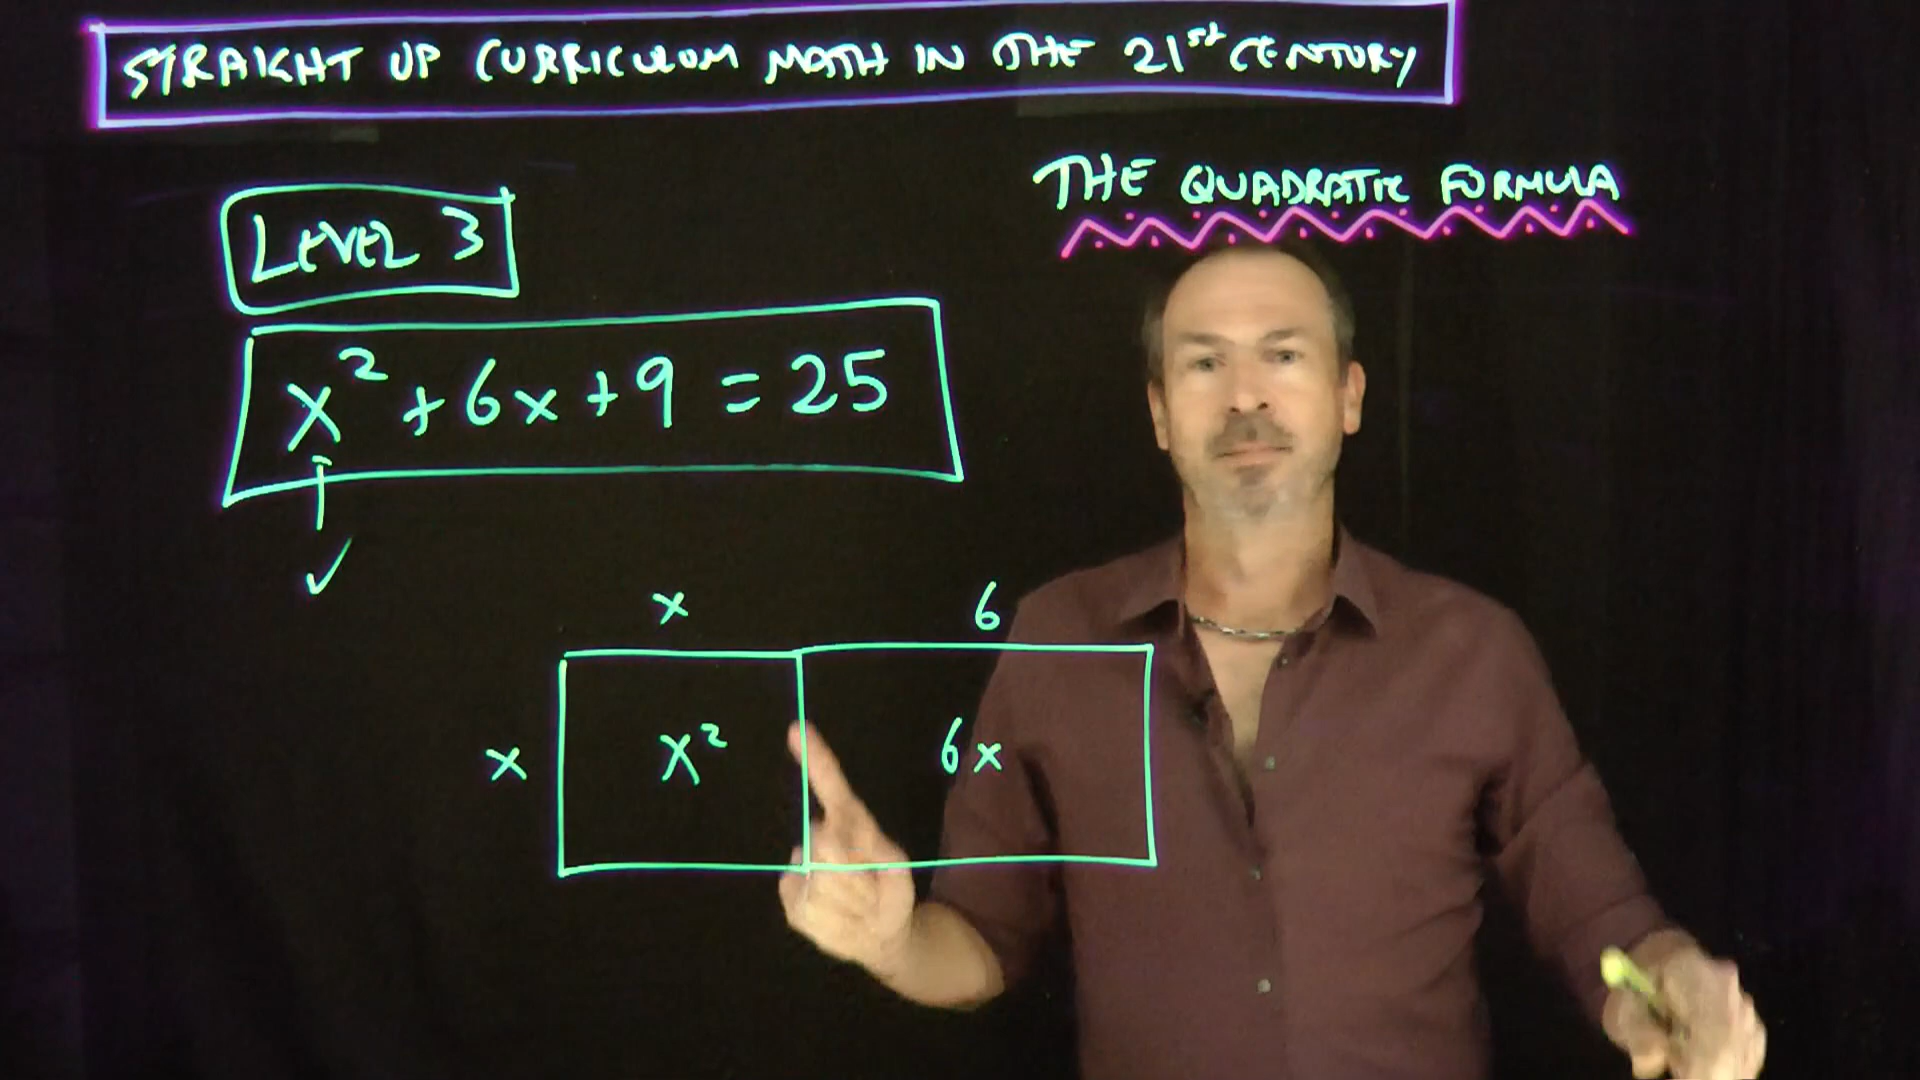 STRAIGHT UP CURRICULUM MATH IN THE 21st CENTURY
THE QUADRATIC FORMULA
LEVEL 3
x² + 6x + 9 = 25
✓
x 6
x x² 6x